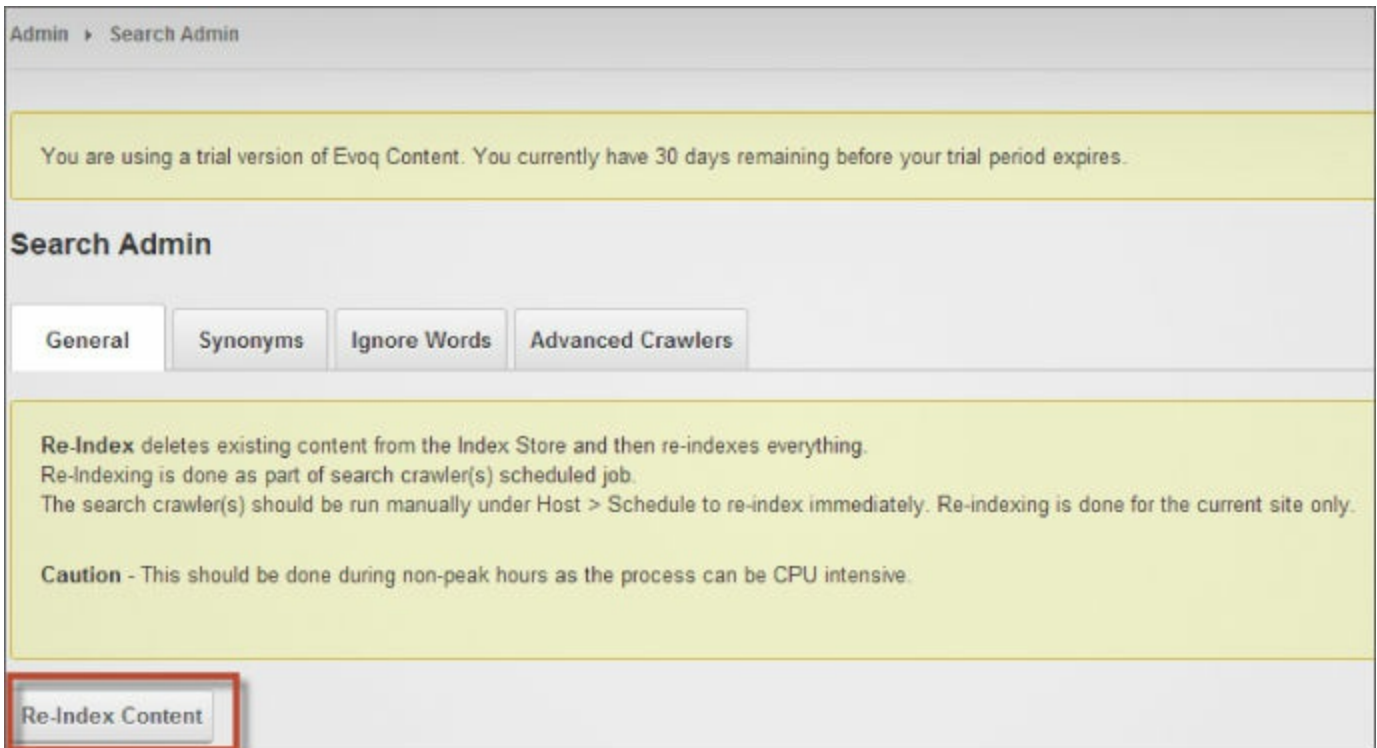 Admin ▸ Search Admin
You are using a trial version of Evoq Content. You currently have 30 days remaining before your trial period expires.
Search Admin
General Synonyms Ignore Words Advanced Crawlers
Re-Index deletes existing content from the Index Store and then re-indexes everything.
Re-Indexing is done as part of search crawler(s) scheduled job.
The search crawler(s) should be run manually under Host > Schedule to re-index immediately. Re-indexing is done for the current site only.
Caution - This should be done during non-peak hours as the process can be CPU intensive.
Re-Index Content